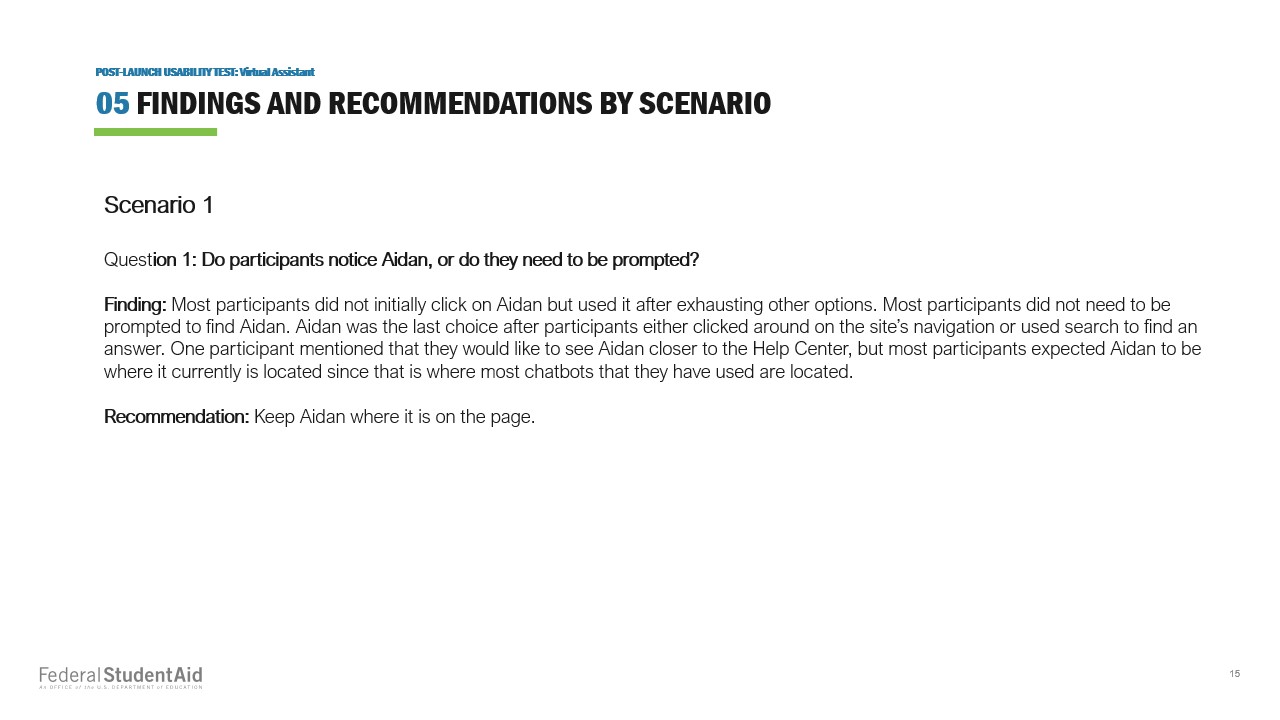 POST-LAUNCH USABILITY TEST: Virtual Assistant
05 FINDINGS AND RECOMMENDATIONS BY SCENARIO
Scenario 1
Question 1: Do participants notice Aidan, or do they need to be prompted?
Finding: Most participants did not initially click on Aidan but used it after exhausting other options. Most participants did not need to be
prompted to find Aidan. Aidan was the last choice after participants either clicked around on the site’s navigation or used search to find an
answer. One participant mentioned that they would like to see Aidan closer to the Help Center, but most participants expected Aidan to be
where it currently is located since that is where most chatbots that they have used are located.
Recommendation: Keep Aidan where it is on the page.
Federal StudentAid
An OFFICE of the U.S. DEPARTMENT of EDUCATION
15